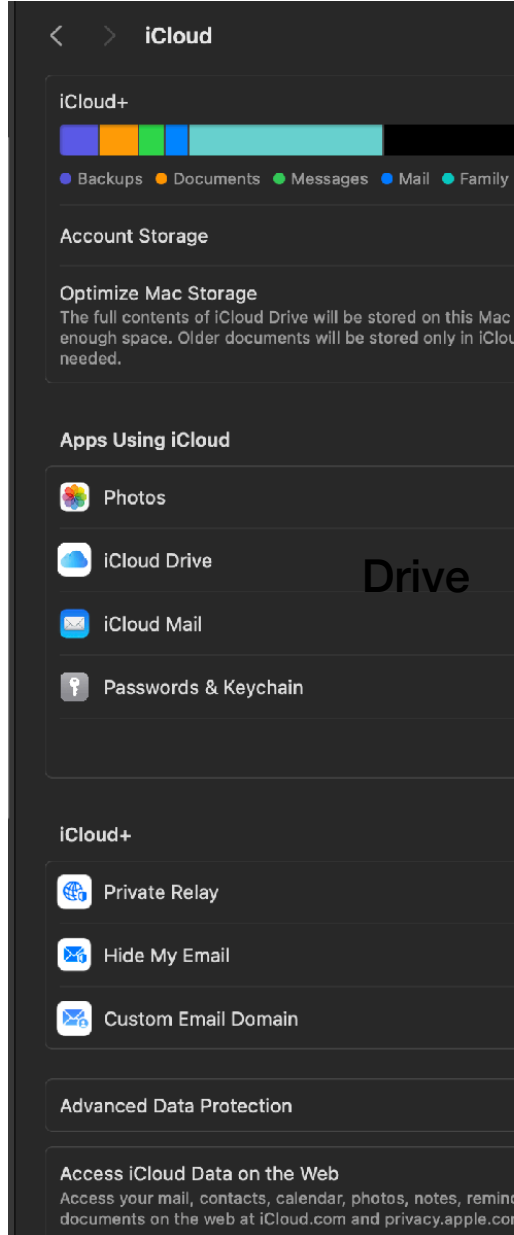 iCloud
iCloud+
Backups Documents Messages Mail Family
Account Storage
Optimize Mac Storage
The full contents of iCloud Drive will be stored on this Mac
enough space. Older documents will be stored only in iClou
needed.
Apps Using iCloud
Photos
iCloud Drive
Drive
iCloud Mail
Passwords & Keychain
iCloud+
Private Relay
Hide My Email
Custom Email Domain
Advanced Data Protection
Access iCloud Data on the Web
Access your mail, contacts, calendar, photos, notes, remind
documents on the web at iCloud.com and privacy.apple.com